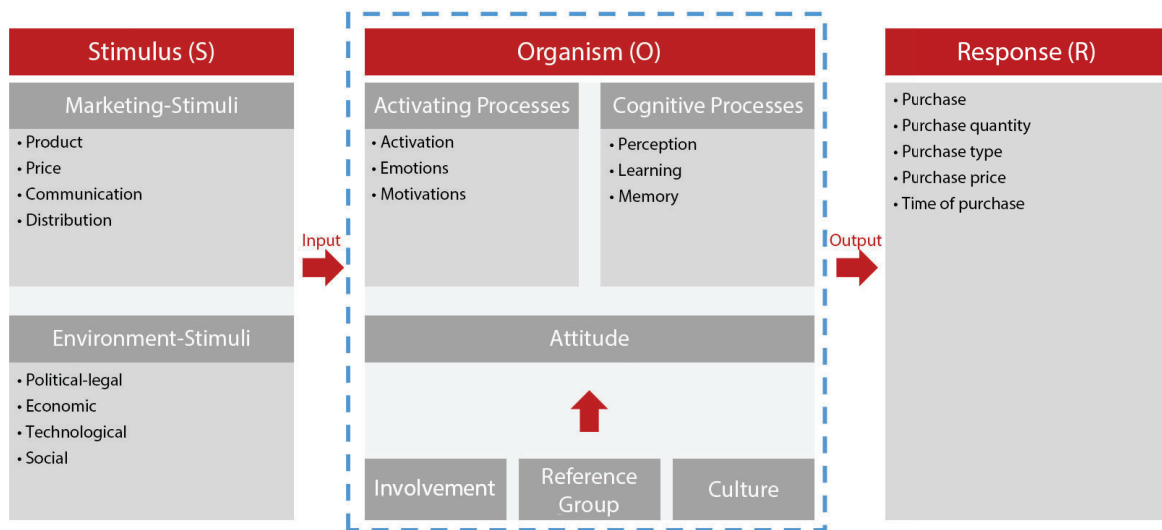 Stimulus (S)
Marketing-Stimuli
• Product
• Price
• Communication
• Distribution
Environment-Stimuli
• Political-legal
• Economic
• Technological
• Social
Input
Organism (O)
Activating Processes
• Activation
• Emotions
• Motivations
Cognitive Processes
• Perception
• Learning
• Memory
Attitude
Involvement
Reference
Group
Culture
Output
Response (R)
• Purchase
• Purchase quantity
• Purchase type
• Purchase price
• Time of purchase